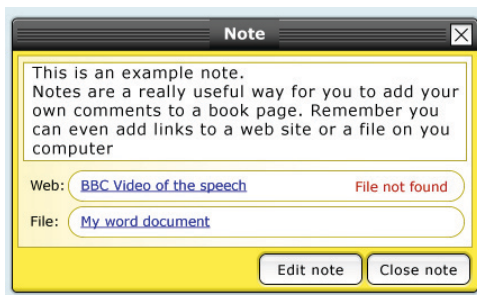 Note
This is an example note.
Notes are a really useful way for you to add your
own comments to a book page. Remember you
can even add links to a web site or a file on you
computer
Web: BBC Video of the speech File not found
File: My word document
Edit note Close note